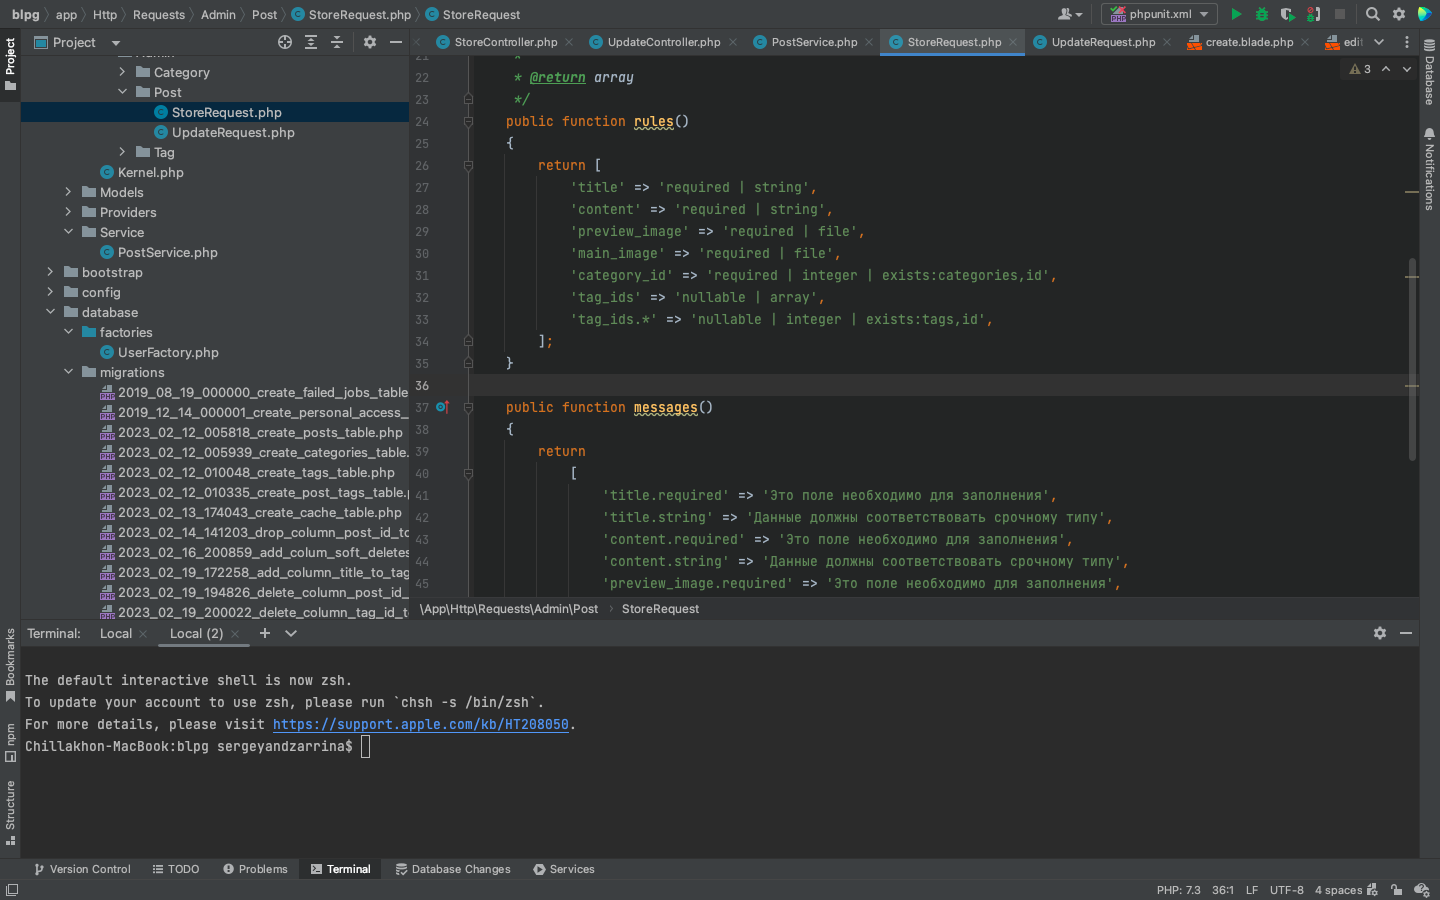 blpg app Http Requests Admin Post StoreRequest.php StoreRequest
phpunit.xml
Project
StoreController.php UpdateController.php PostService.php StoreRequest.php UpdateRequest.php create.blade.php edi
Project
Category
Post
StoreRequest.php
UpdateRequest.php
Tag
Kernel.php
Models
Providers
Service
PostService.php
bootstrap
config
database
factories
UserFactory.php
migrations
2019_08_19_000000_create_failed_jobs_table
2019_12_14_000001_create_personal_access_
2023_02_12_005818_create_posts_table.php
2023_02_12_005939_create_categories_table.
2023_02_12_010048_create_tags_table.php
2023_02_12_010335_create_post_tags_table.
2023_02_13_174043_create_cache_table.php
2023_02_14_141203_drop_column_post_id_to
2023_02_16_200859_add_colum_soft_deletes
2023_02_19_172258_add_column_title_to_tag
2023_02_19_194826_delete_column_post_id_
2023_02_19_200022_delete_column_tag_id_t
3
21 *
22 * @return array
23 */
24 public function rules()
25 {
26 return [
27 'title' => 'required | string',
28 'content' => 'required | string',
29 'preview_image' => 'required | file',
30 'main_image' => 'required | file',
31 'category_id' => 'required | integer | exists:categories,id',
32 'tag_ids' => 'nullable | array',
33 'tag_ids.*' => 'nullable | integer | exists:tags,id',
34 ];
35 }
36
37 public function messages()
38 {
39 return
40 [
41 'title.required' => 'Это поле необходимо для заполнения',
42 'title.string' => 'Данные должны соответствовать срочному типу',
43 'content.required' => 'Это поле необходимо для заполнения',
44 'content.string' => 'Данные должны соответствовать срочному типу',
45 'preview_image.required' => 'Это поле необходимо для заполнения',
\App\Http\Requests\Admin\Post StoreRequest
Database
Notifications
Bookmarks
npm
Structure
Terminal: Local Local (2)
The default interactive shell is now zsh.
To update your account to use zsh, please run `chsh -s /bin/zsh`.
For more details, please visit https://support.apple.com/kb/HT208050.
Chillakhon-MacBook:blpg sergeyandzarrina$
Version Control TODO Problems Terminal Database Changes Services
PHP: 7.3 36:1 LF UTF-8 4 spaces